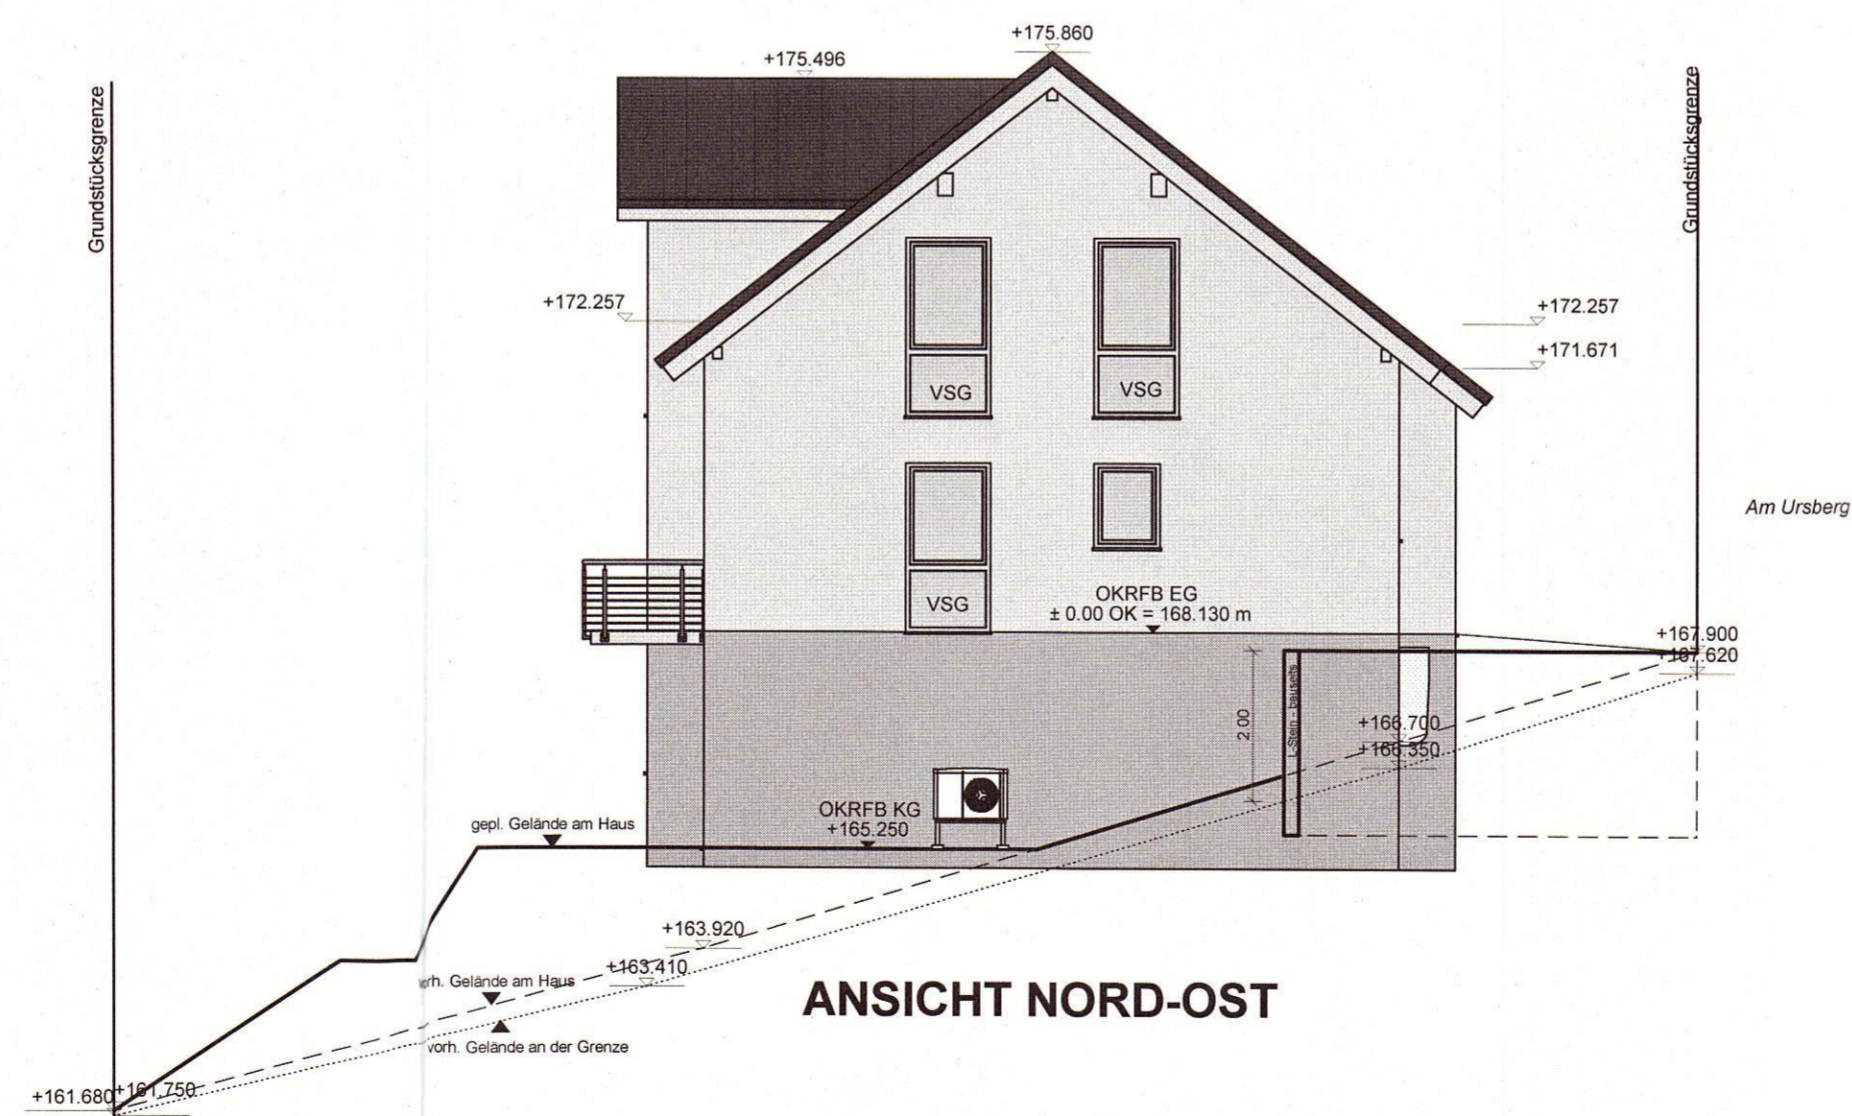 +175.860
+175.496
Grundstücksgrenze
Grundstücksgrenze
+172.257
+172.257
+171.671
VSG
VSG
Am Ursberg
VSG
OKRFB EG
± 0.00 OK = 168.130 m
+167.900
+167.620
L-Stein - bauseits
2.00
+166.700
+166.350
OKRFB KG
+165.250
gepl. Gelände am Haus
+163.920
+163.410
vorh. Gelände am Haus
ANSICHT NORD-OST
vorh. Gelände an der Grenze
+161.680
+161.750